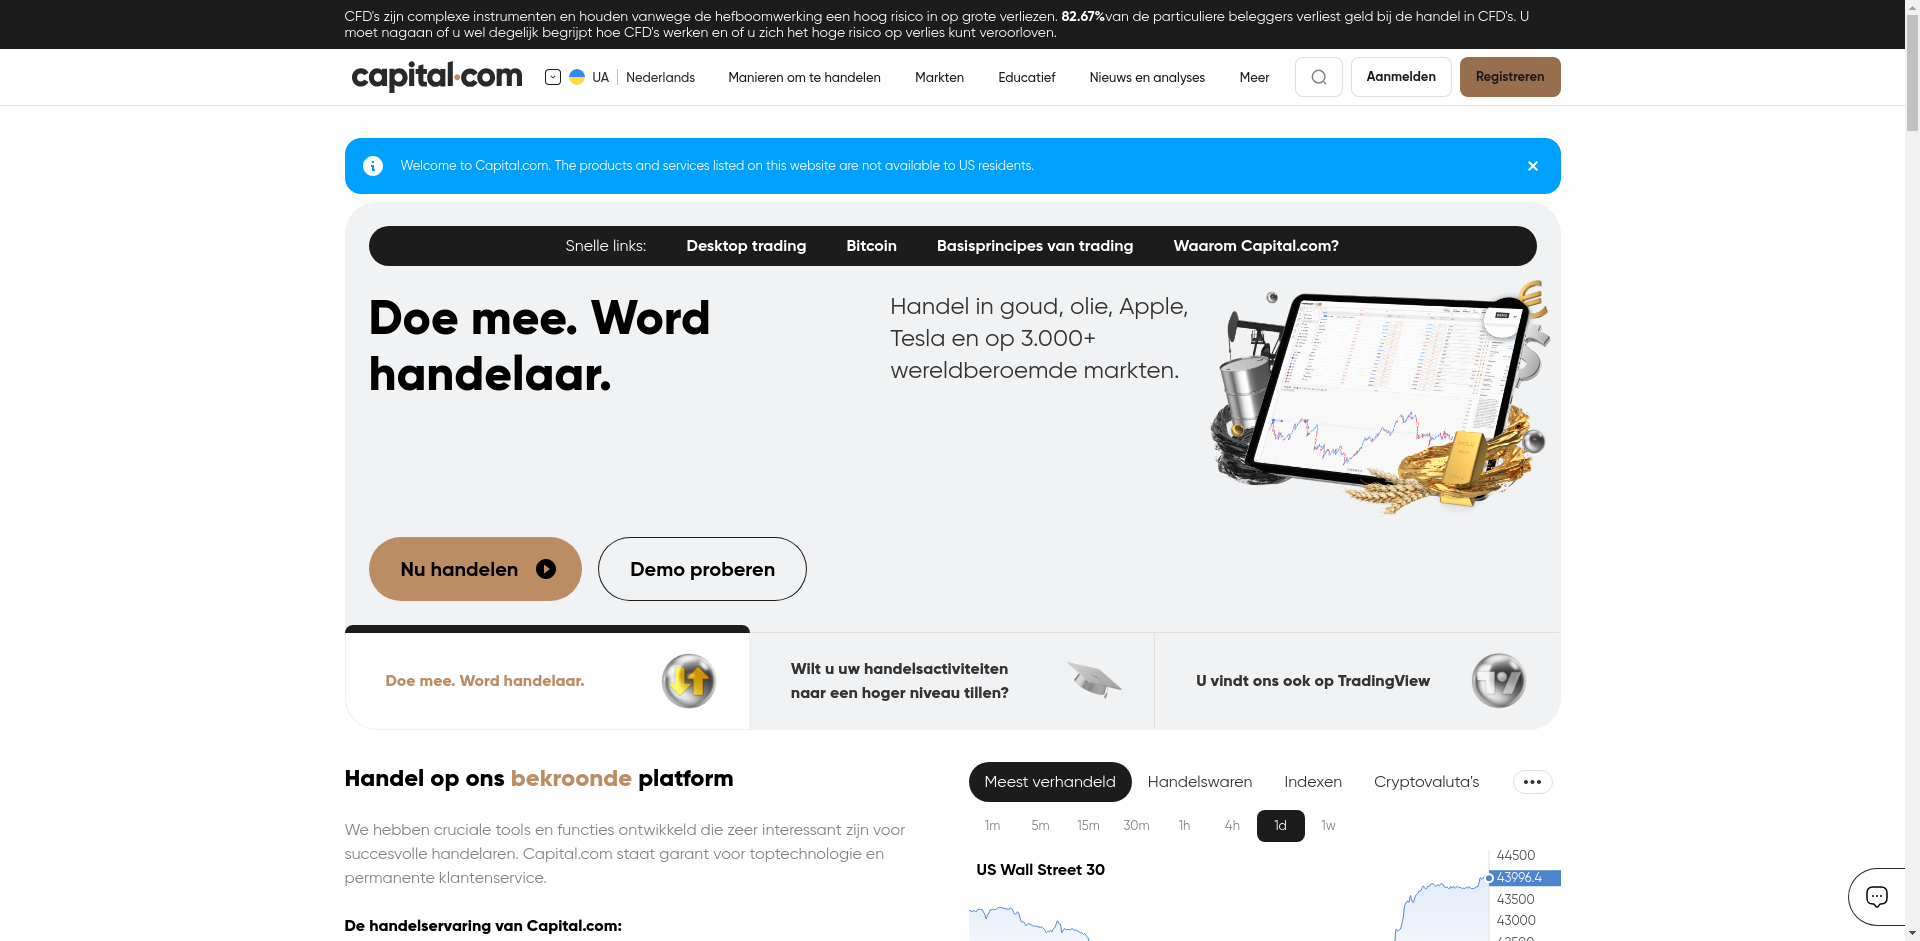 CFD's zijn complexe instrumenten en houden vanwege de hefboomwerking een hoog risico in op grote verliezen. 82.67%van de particuliere beleggers verliest geld bij de handel in CFD's. U
moet nagaan of u wel degelijk begrijpt hoe CFD's werken en of u zich het hoge risico op verlies kunt veroorloven.
capital.com
UA
Nederlands
Manieren om te handelen
Markten
Educatief
Nieuws en analyses
Meer
Aanmelden
Registreren
Welcome to Capital.com. The products and services listed on this website are not available to US residents.
Snelle links:
Desktop trading
Bitcoin
Basisprincipes van trading
Waarom Capital.com?
Doe mee. Word
handelaar.
Handel in goud, olie, Apple,
Tesla en op 3.000+
wereldberoemde markten.
Nu handelen
Demo proberen
Doe mee. Word handelaar.
Wilt u uw handelsactiviteiten
naar een hoger niveau tillen?
U vindt ons ook op TradingView
Handel op ons bekroonde platform
We hebben cruciale tools en functies ontwikkeld die zeer interessant zijn voor
succesvolle handelaren. Capital.com staat garant voor toptechnologie en
permanente klantenservice.
De handelservaring van Capital.com:
Meest verhandeld
Handelswaren
Indexen
Cryptovaluta's
1m
5m
15m
30m
1h
4h
1d
1w
US Wall Street 30
44500
43996.4
43500
43000